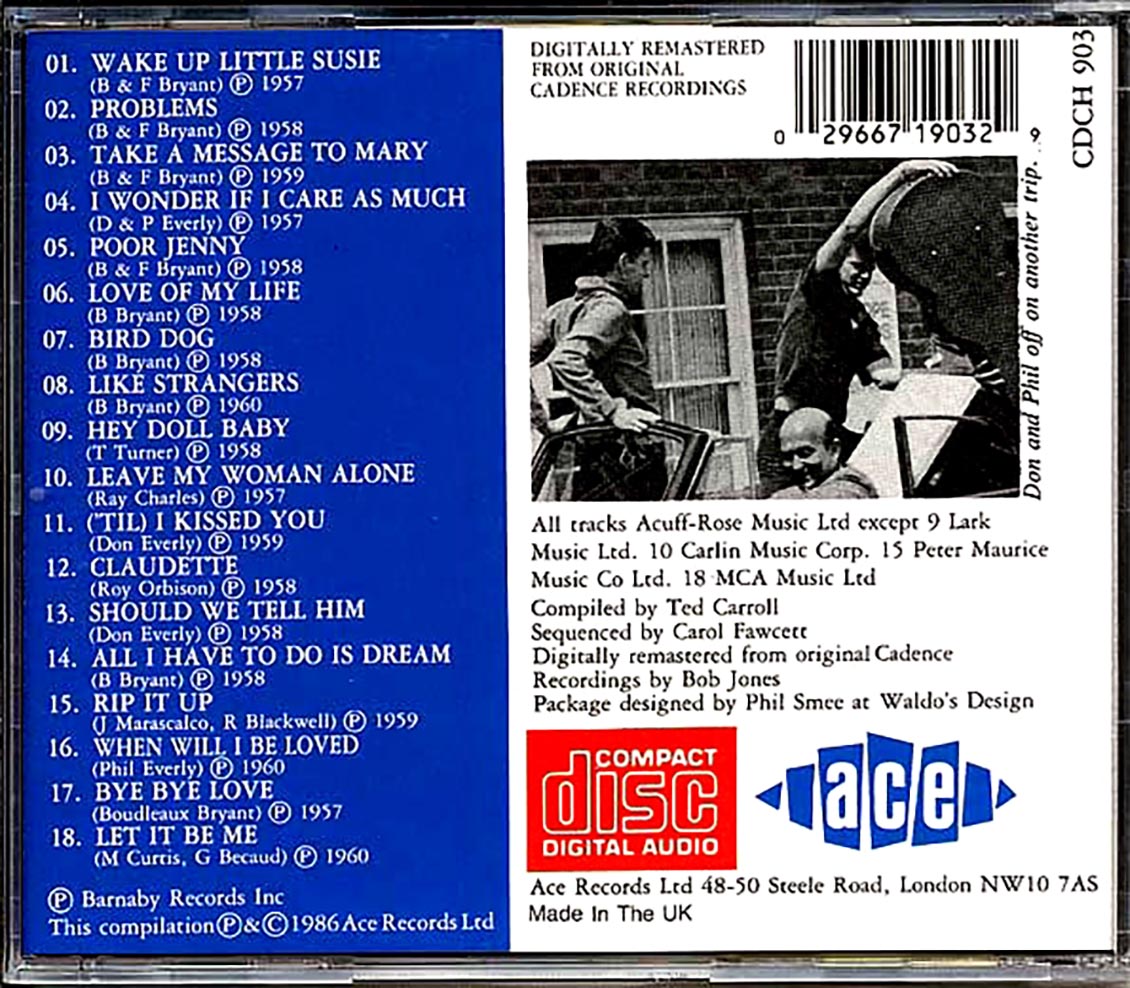 01. WAKE UP LITTLE SUSIE
(B & F Bryant) Ⓟ 1957
02. PROBLEMS
(B & F Bryant) Ⓟ 1958
03. TAKE A MESSAGE TO MARY
(B & F Bryant) Ⓟ 1959
04. I WONDER IF I CARE AS MUCH
(D & P Everly) Ⓟ 1957
05. POOR JENNY
(B & F Bryant) Ⓟ 1958
06. LOVE OF MY LIFE
(B Bryant) Ⓟ 1958
07. BIRD DOG
(B Bryant) Ⓟ 1958
08. LIKE STRANGERS
(B Bryant) Ⓟ 1960
09. HEY DOLL BABY
(T Turner) Ⓟ 1958
10. LEAVE MY WOMAN ALONE
(Ray Charles) Ⓟ 1957
11. ('TIL) I KISSED YOU
(Don Everly) Ⓟ 1959
12. CLAUDETTE
(Roy Orbison) Ⓟ 1958
13. SHOULD WE TELL HIM
(Don Everly) Ⓟ 1958
14. ALL I HAVE TO DO IS DREAM
(B Bryant) Ⓟ 1958
15. RIP IT UP
(J Marascalco, R Blackwell) Ⓟ 1959
16. WHEN WILL I BE LOVED
(Phil Everly) Ⓟ 1960
17. BYE BYE LOVE
(Boudleaux Bryant) Ⓟ 1957
18. LET IT BE ME
(M Curtis, G Becaud) Ⓟ 1960
Ⓟ Barnaby Records Inc
This compilation Ⓟ & © 1986 Ace Records Ltd
DIGITALLY REMASTERED
FROM ORIGINAL
CADENCE RECORDINGS
0 29667 19032 9
CDCH 903
Don and Phil off on another trip...
All tracks Acuff-Rose Music Ltd except 9 Lark
Music Ltd. 10 Carlin Music Corp. 15 Peter Maurice
Music Co Ltd. 18 MCA Music Ltd
Compiled by Ted Carroll
Sequenced by Carol Fawcett
Digitally remastered from original Cadence
Recordings by Bob Jones
Package designed by Phil Smee at Waldo's Design
COMPACT
disc
DIGITAL AUDIO
ace
Ace Records Ltd 48-50 Steele Road, London NW10 7AS
Made In The UK